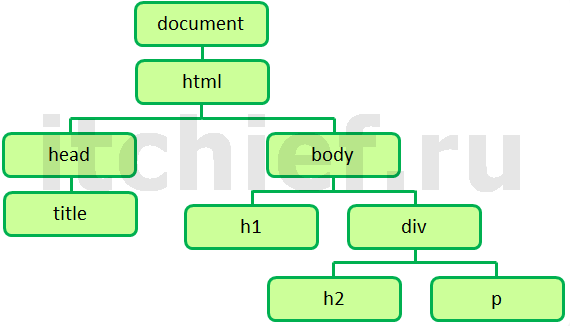 document
html
head
body
itchief.ru
title
h1
div
h2
p